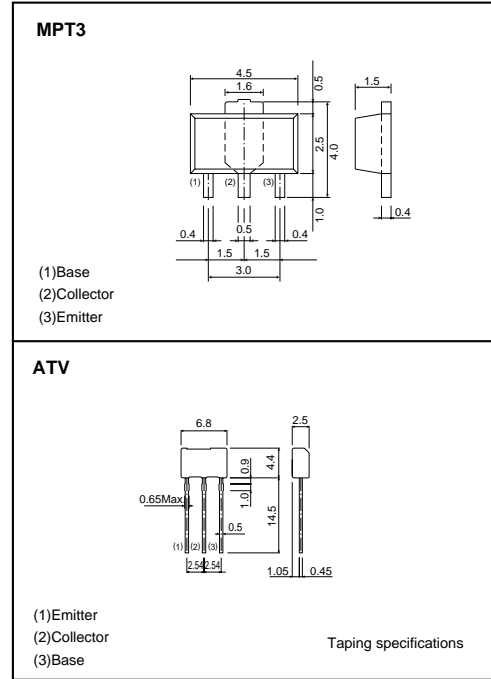 MPT3
4.5
1.6
0.5
1.5
2.5
4.0
(1) (2) (3)
1.0
0.4
0.4 0.5 0.4
1.5 1.5
3.0
(1)Base
(2)Collector
(3)Emitter
ATV
6.8
2.5
4.4
0.9
1.0
0.65Max.
14.5
0.5
(1) (2) (3)
2.54 2.54
1.05 0.45
(1)Emitter
(2)Collector
(3)Base
Taping specifications